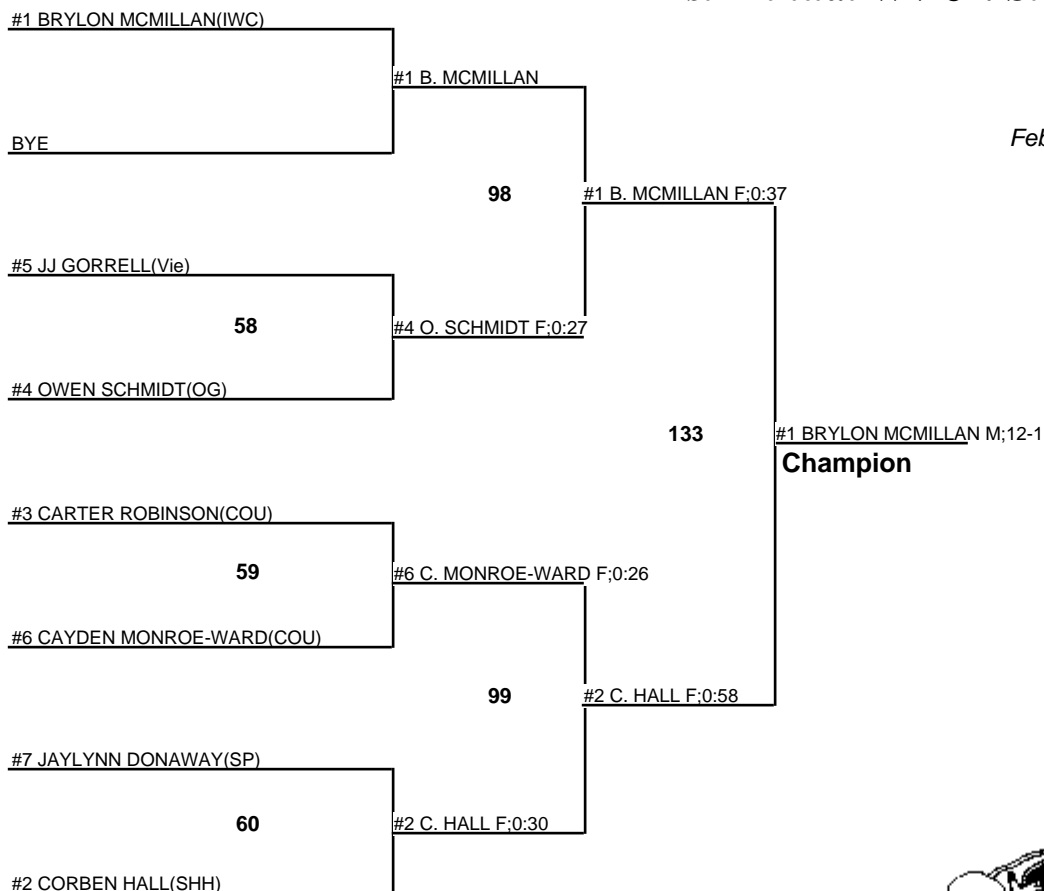 #1 BRYLON MCMILLAN(IWC)
#1 B. MCMILLAN
BYE
Feb
98
#1 B. MCMILLAN F;0:37
#5 JJ GORRELL(Vie)
58
#4 O. SCHMIDT F;0:27
#4 OWEN SCHMIDT(OG)
133
#1 BRYLON MCMILLAN M;12-1
Champion
#3 CARTER ROBINSON(COU)
59
#6 C. MONROE-WARD F;0:26
#6 CAYDEN MONROE-WARD(COU)
99
#2 C. HALL F;0:58
#7 JAYLYNN DONAWAY(SP)
60
#2 C. HALL F;0:30
#2 CORBEN HALL(SHH)